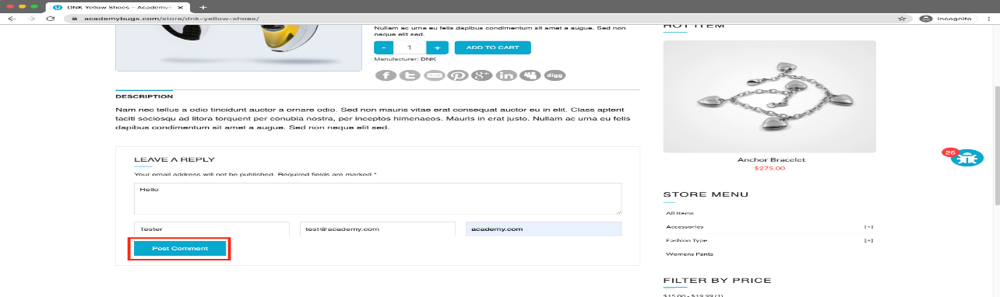 DNK Yellow Shoes – Academy
academybugs.com/store/dnk-yellow-shoes/
Incognito
Nullam ac urna eu felis dapibus condimentum sit amet a augue. Sed non
neque elit sed.
- 1 + ADD TO CART
Manufacturer: DNK
digg
DESCRIPTION
Nam nec tellus a odio tincidunt auctor a ornare odio. Sed non mauris vitae erat consequat auctor eu in elit. Class aptent
taciti sociosqu ad litora torquent per conubia nostra, per inceptos himenaeos. Mauris in erat justo. Nullam ac urna eu felis
dapibus condimentum sit amet a augue. Sed non neque elit sed.
LEAVE A REPLY
Your email address will not be published. Required fields are marked *
Hello
Tester
test@academy.com
academy.com
Post Comment
HOT ITEM
Anchor Bracelet
$275.00
25
STORE MENU
All Items
Accessories [+]
Fashion Type [+]
Womens Pants
FILTER BY PRICE
$15.00 - $19.99 (1)